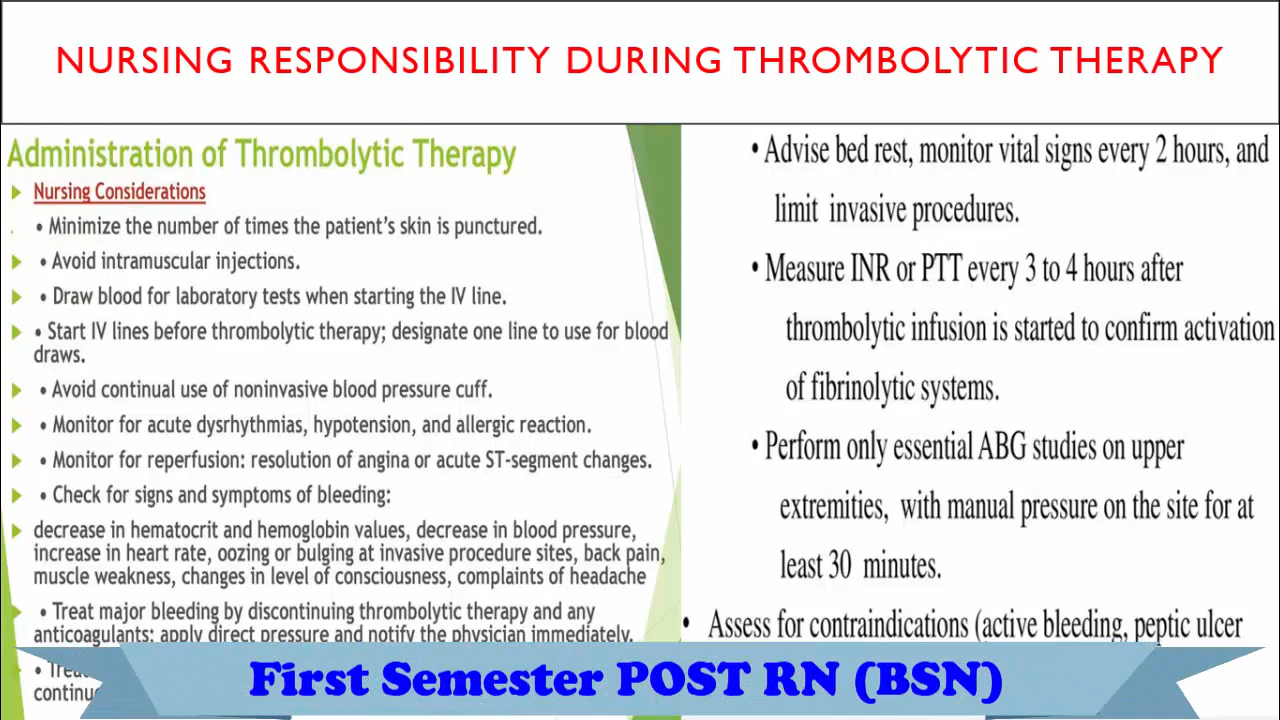 NURSING RESPONSIBILITY DURING THROMBOLYTIC THERAPY
Administration of Thrombolytic Therapy
Nursing Considerations
• Minimize the number of times the patient's skin is punctured.
• Avoid intramuscular injections.
• Draw blood for laboratory tests when starting the IV line.
• Start IV lines before thrombolytic therapy; designate one line to use for blood
draws.
• Avoid continual use of noninvasive blood pressure cuff.
• Monitor for acute dysrhythmias, hypotension, and allergic reaction.
• Monitor for reperfusion: resolution of angina or acute ST-segment changes.
• Check for signs and symptoms of bleeding:
decrease in hematocrit and hemoglobin values, decrease in blood pressure,
increase in heart rate, oozing or bulging at invasive procedure sites, back pain,
muscle weakness, changes in level of consciousness, complaints of headache
• Treat major bleeding by discontinuing thrombolytic therapy and any
anticoagulants; apply direct pressure and notify the physician immediately.
• Advise bed rest, monitor vital signs every 2 hours, and
limit invasive procedures.
• Measure INR or PTT every 3 to 4 hours after
thrombolytic infusion is started to confirm activation
of fibrinolytic systems.
• Perform only essential ABG studies on upper
extremities, with manual pressure on the site for at
least 30 minutes.
• Assess for contraindications (active bleeding, peptic ulcer
First Semester POST RN (BSN)